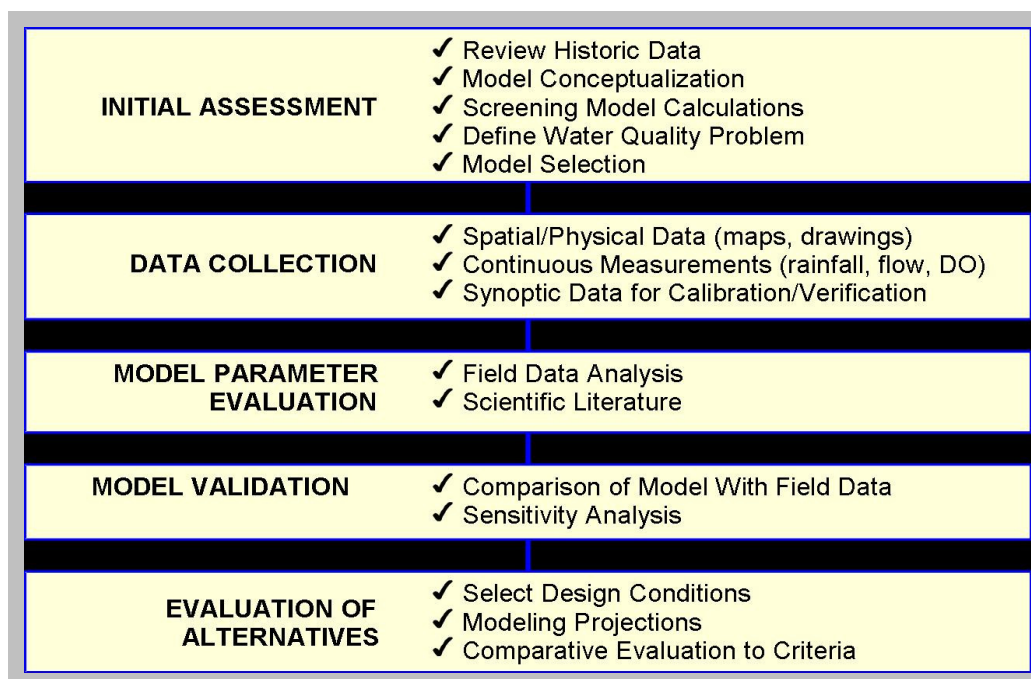 INITIAL ASSESSMENT
✓ Review Historic Data
✓ Model Conceptualization
✓ Screening Model Calculations
✓ Define Water Quality Problem
✓ Model Selection
DATA COLLECTION
✓ Spatial/Physical Data (maps, drawings)
✓ Continuous Measurements (rainfall, flow, DO)
✓ Synoptic Data for Calibration/Verification
MODEL PARAMETER
EVALUATION
✓ Field Data Analysis
✓ Scientific Literature
MODEL VALIDATION
✓ Comparison of Model With Field Data
✓ Sensitivity Analysis
EVALUATION OF
ALTERNATIVES
✓ Select Design Conditions
✓ Modeling Projections
✓ Comparative Evaluation to Criteria